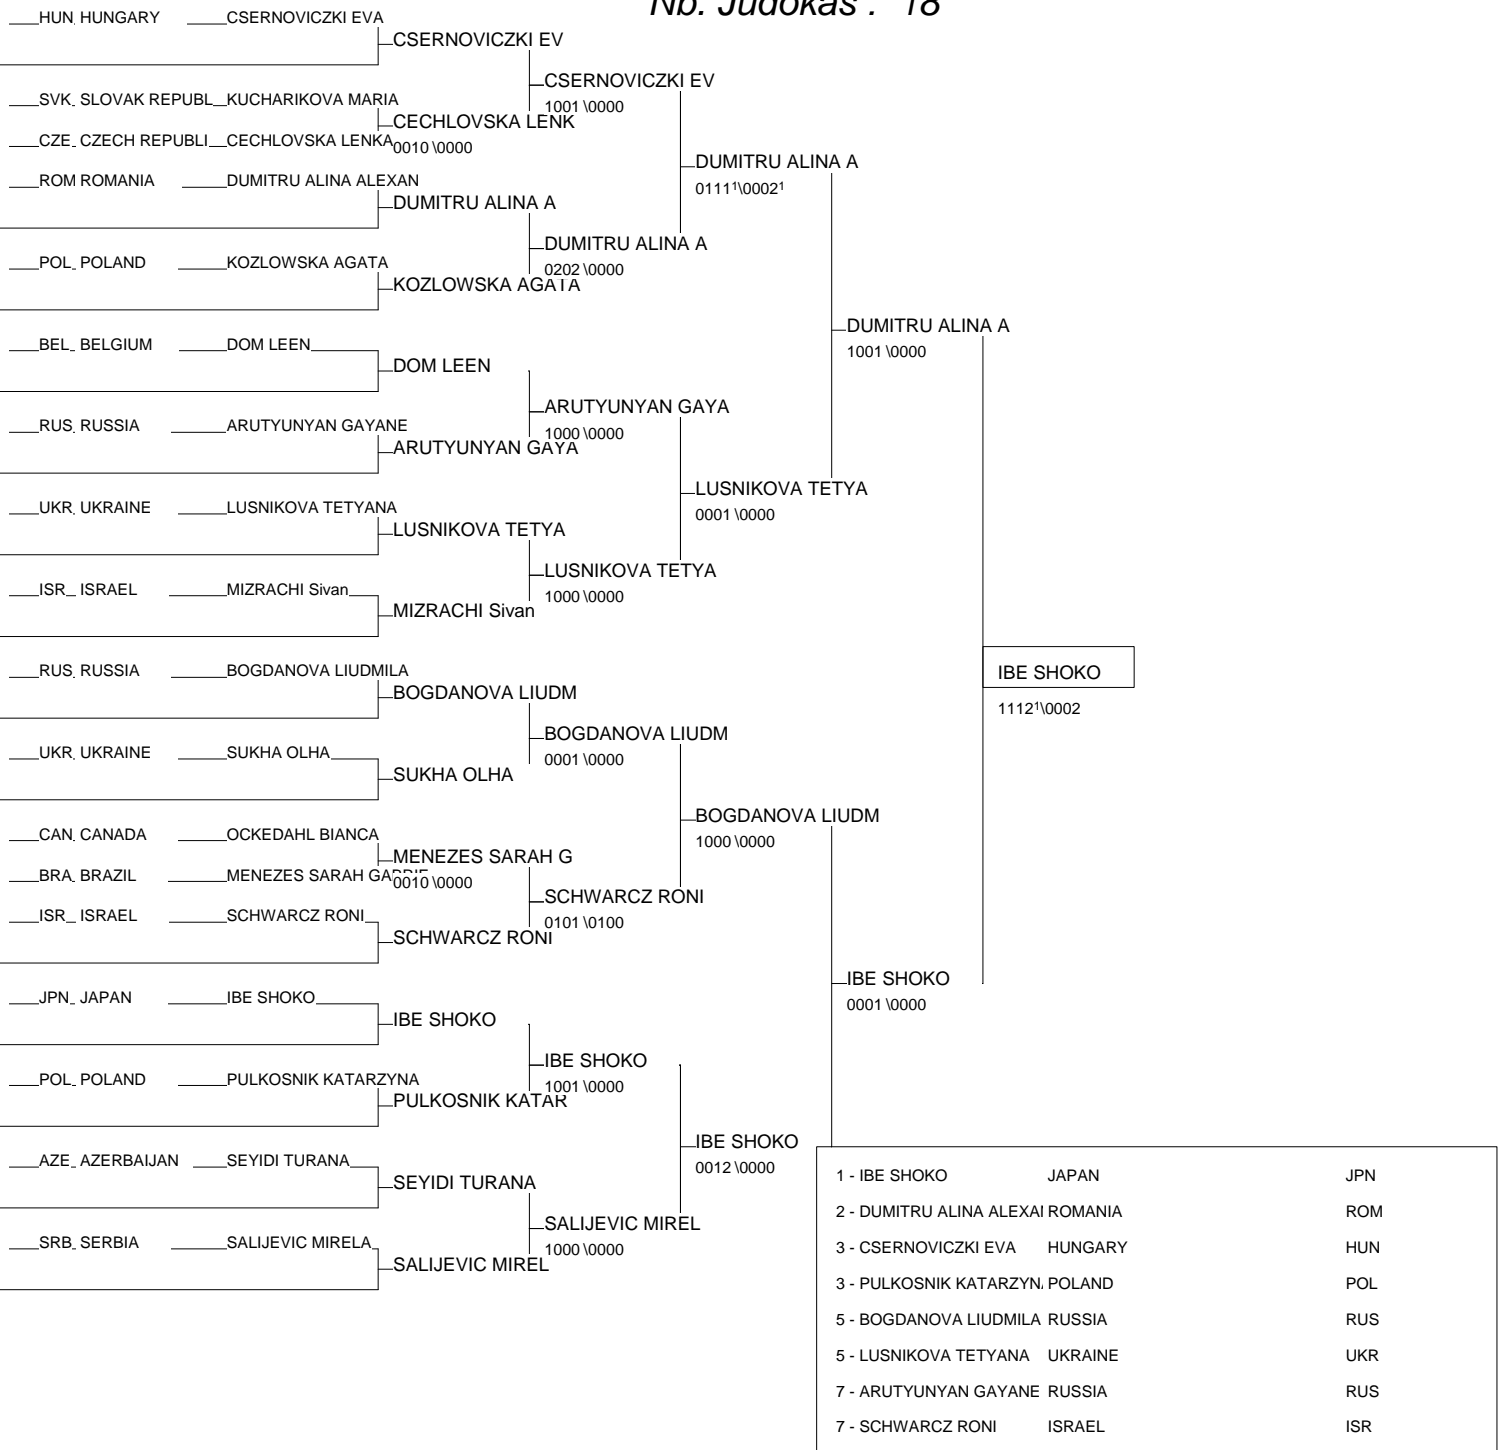 Nb. Judokas : 18
HUN HUNGARY CSERNOVICZKI EVA
CSERNOVICZKI EV
CSERNOVICZKI EV
1001 \0000
SVK SLOVAK REPUBL KUCHARIKOVA MARIA
CECHLOVSKA LENK
CZE CZECH REPUBLI CECHLOVSKA LENKA
0010 \0000
DUMITRU ALINA A
0111¹\0002¹
ROM ROMANIA DUMITRU ALINA ALEXAN
DUMITRU ALINA A
DUMITRU ALINA A
0202 \0000
POL POLAND KOZLOWSKA AGATA
KOZLOWSKA AGATA
DUMITRU ALINA A
1001 \0000
BEL BELGIUM DOM LEEN
DOM LEEN
ARUTYUNYAN GAYA
1000 \0000
RUS RUSSIA ARUTYUNYAN GAYANE
ARUTYUNYAN GAYA
LUSNIKOVA TETYA
0001 \0000
UKR UKRAINE LUSNIKOVA TETYANA
LUSNIKOVA TETYA
LUSNIKOVA TETYA
1000 \0000
ISR ISRAEL MIZRACHI Sivan
MIZRACHI Sivan
IBE SHOKO
1112¹\0002
RUS RUSSIA BOGDANOVA LIUDMILA
BOGDANOVA LIUDM
BOGDANOVA LIUDM
0001 \0000
UKR UKRAINE SUKHA OLHA
SUKHA OLHA
BOGDANOVA LIUDM
1000 \0000
CAN CANADA OCKEDAHL BIANCA
MENEZES SARAH G
BRA BRAZIL MENEZES SARAH
0010 \0000
SCHWARCZ RONI
0101 \0100
ISR ISRAEL SCHWARCZ RONI
SCHWARCZ RONI
IBE SHOKO
0001 \0000
JPN JAPAN IBE SHOKO
IBE SHOKO
IBE SHOKO
1001 \0000
POL POLAND PULKOSNIK KATARZYNA
PULKOSNIK KATAR
IBE SHOKO
0012 \0000
AZE AZERBAIJAN SEYIDI TURANA
SEYIDI TURANA
SALIJEVIC MIREL
1000 \0000
SRB SERBIA SALIJEVIC MIRELA
SALIJEVIC MIREL
1 - IBE SHOKO JAPAN JPN
2 - DUMITRU ALINA ALEXAN ROMANIA ROM
3 - CSERNOVICZKI EVA HUNGARY HUN
3 - PULKOSNIK KATARZYN POLAND POL
5 - BOGDANOVA LIUDMILA RUSSIA RUS
5 - LUSNIKOVA TETYANA UKRAINE UKR
7 - ARUTYUNYAN GAYANE RUSSIA RUS
7 - SCHWARCZ RONI ISRAEL ISR